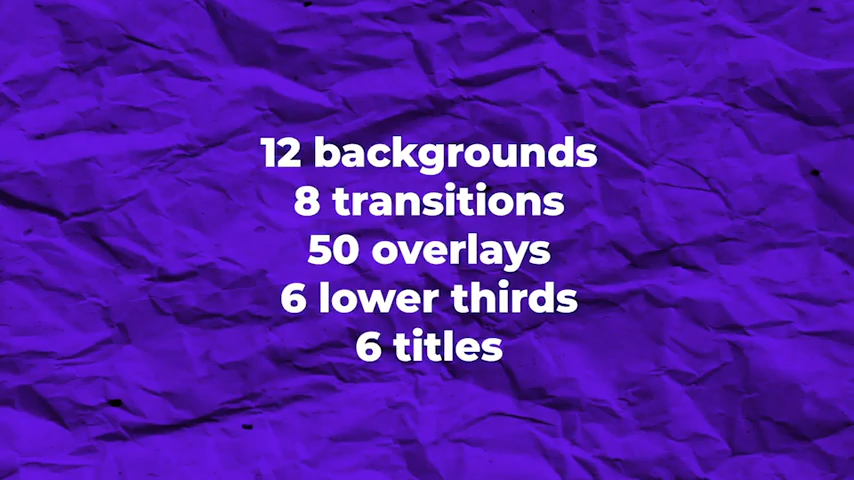 12 backgrounds
8 transitions
50 overlays
6 lower thirds
6 titles